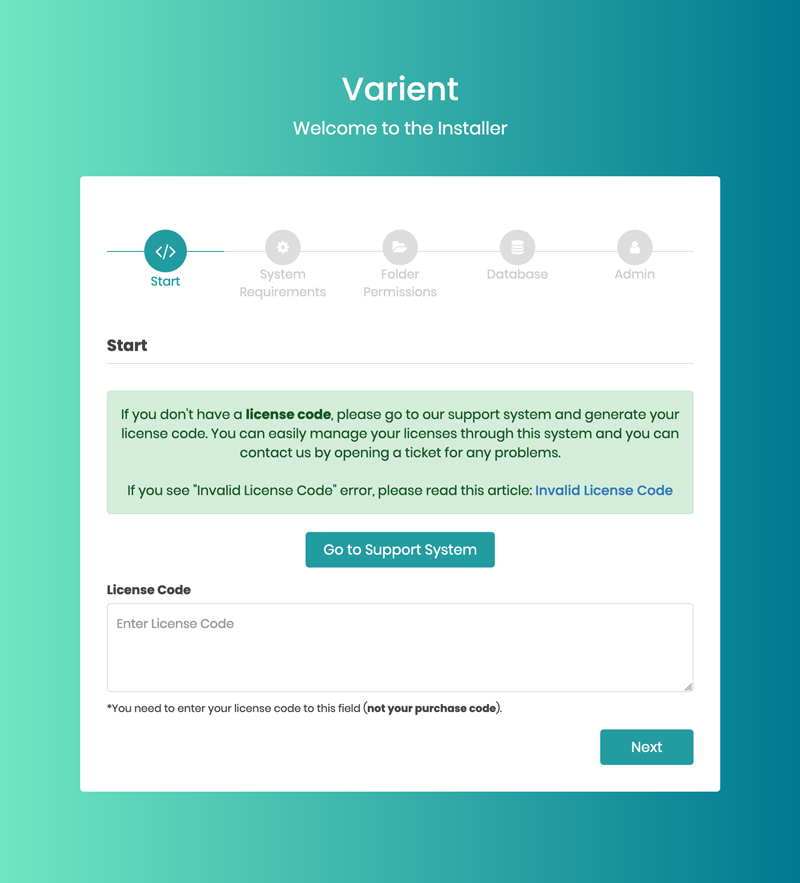 Varient
Welcome to the Installer
Start
System
Requirements
Folder
Permissions
Database
Admin
Start
If you don't have a license code, please go to our support system and generate your
license code. You can easily manage your licenses through this system and you can
contact us by opening a ticket for any problems.
If you see "Invalid License Code" error, please read this article: Invalid License Code
Go to Support System
License Code
Enter License Code
*You need to enter your license code to this field (not your purchase code).
Next